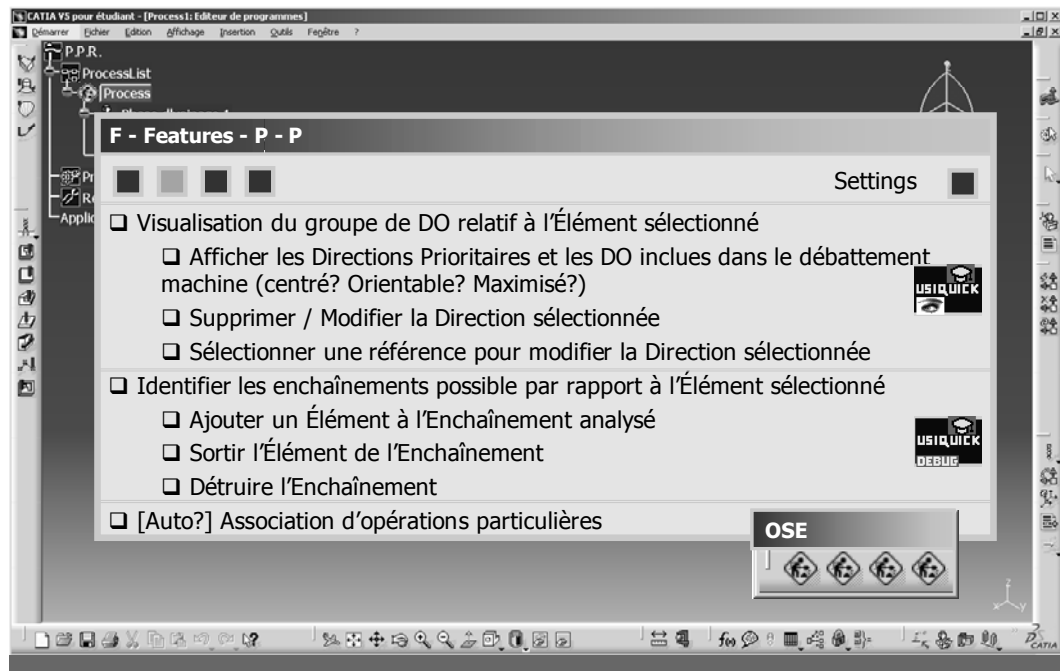 CATIA V5 pour étudiant - [Process1: Editeur de programmes]
Démarrer Fichier Edition Affichage Insertion Outils Fenêtre ?
P.P.R.
ProcessList
Process
F - Features - P - P
Settings
❑ Visualisation du groupe de DO relatif à l’Élément sélectionné
❑ Afficher les Directions Prioritaires et les DO inclues dans le débattement
machine (centré? Orientable? Maximisé?)
USIQUICK
❑ Supprimer / Modifier la Direction sélectionnée
❑ Sélectionner une référence pour modifier la Direction sélectionnée
❑ Identifier les enchaînements possible par rapport à l’Élément sélectionné
❑ Ajouter un Élément à l’Enchaînement analysé
❑ Sortir l’Élément de l’Enchaînement
USIQUICK
DEBUG
❑ Détruire l’Enchaînement
❑ [Auto?] Association d’opérations particulières
OSE
z
x
y
CATIA